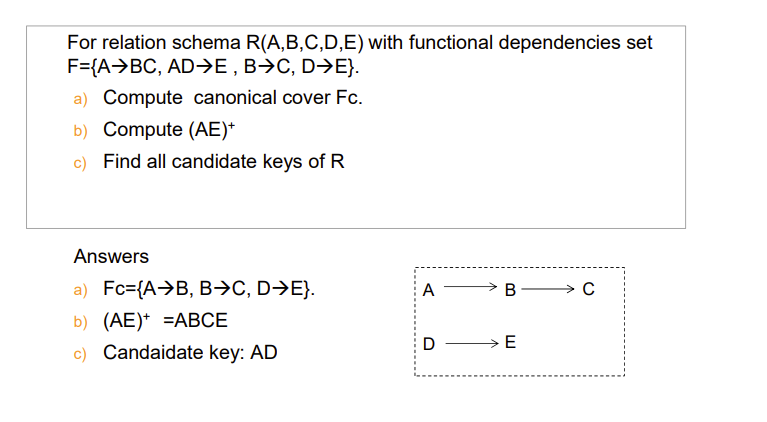 For relation schema R(A,B,C,D,E) with functional dependencies set
F={A→BC, AD→E , B→C, D→E}.
a) Compute canonical cover Fc.
b) Compute (AE)⁺
c) Find all candidate keys of R
Answers
a) Fc={A→B, B→C, D→E}.
b) (AE)⁺ =ABCE
c) Candaidate key: AD
A → B → C
D → E